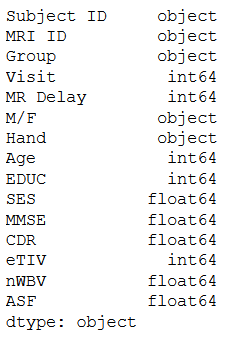 Subject ID object
MRI ID object
Group object
Visit int64
MR Delay int64
M/F object
Hand object
Age int64
EDUC int64
SES float64
MMSE float64
CDR float64
eTIV int64
nWBV float64
ASF float64
dtype: object